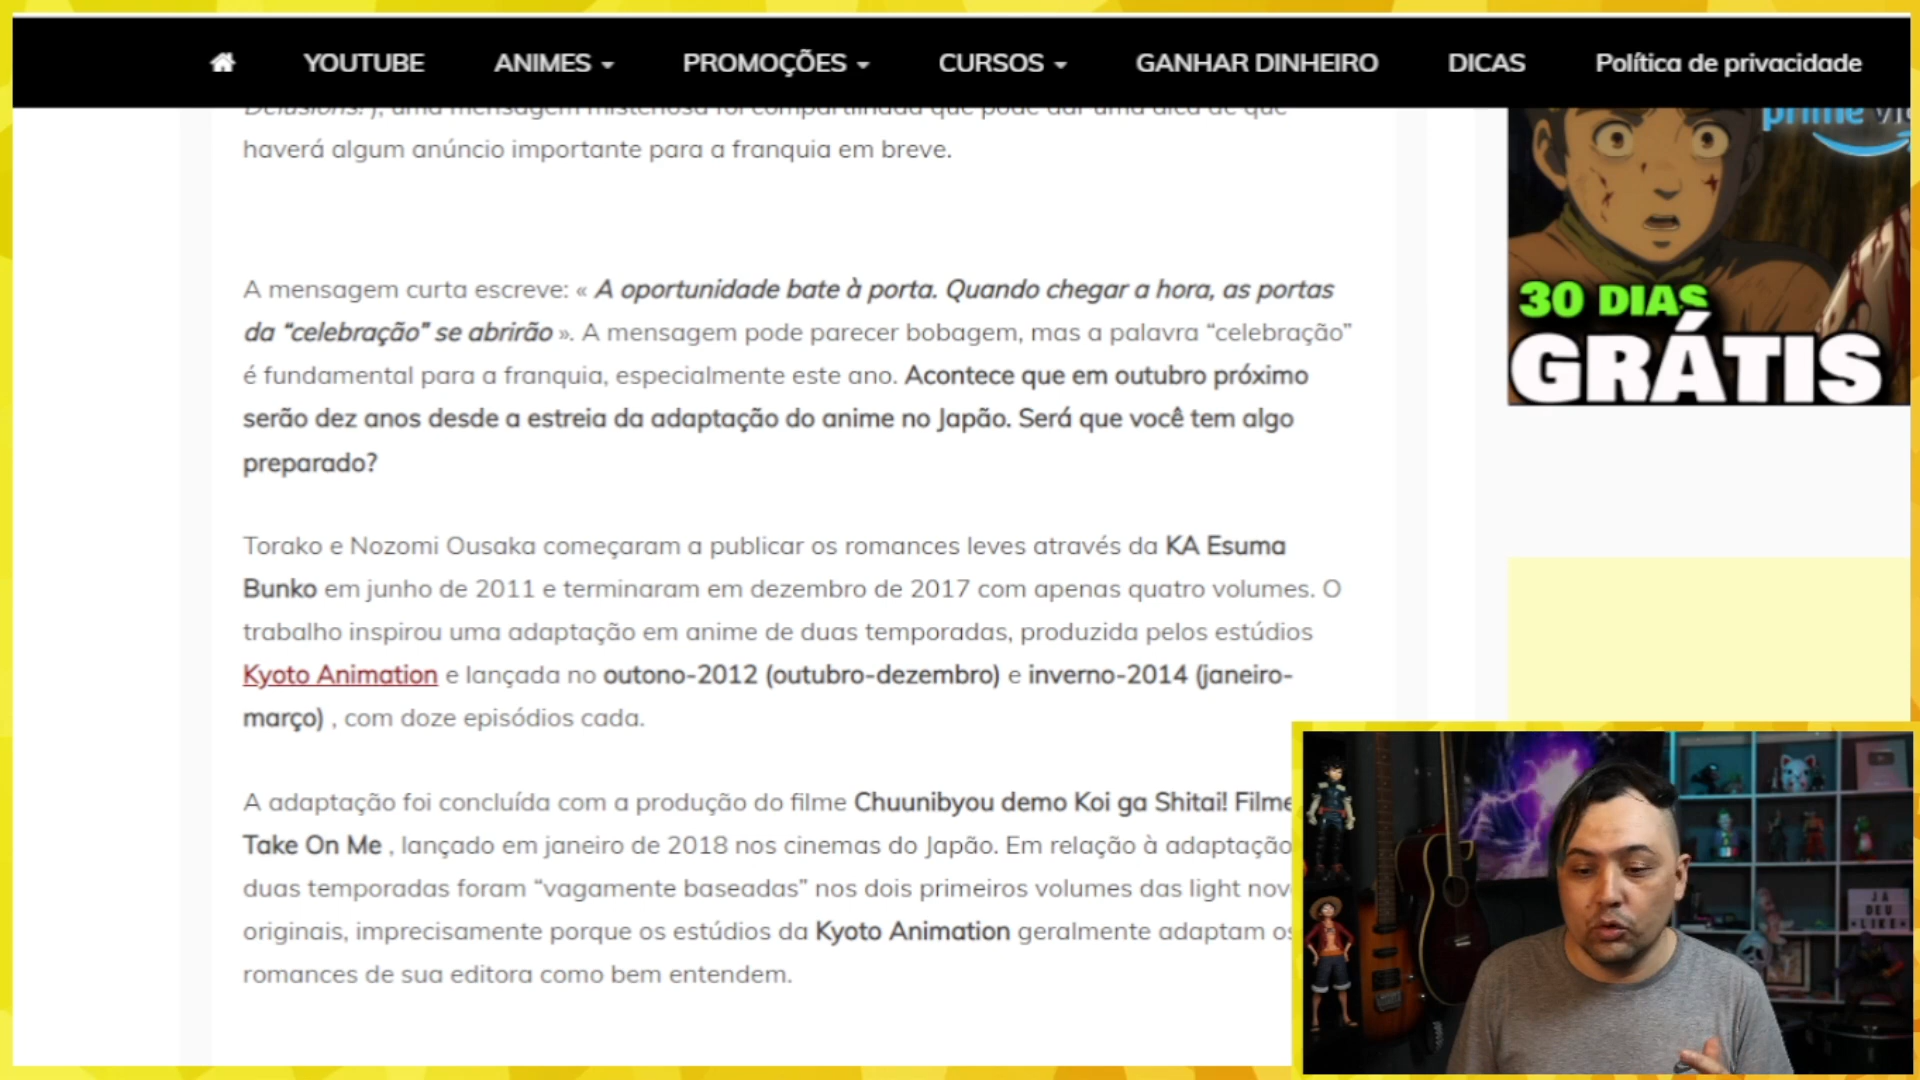 YOUTUBE ANIMES PROMOÇÕES CURSOS GANHAR DINHEIRO DICAS Política de privacidade
Delusions! ), uma mensagem misteriosa foi compartilhada que pode dar uma dica de que
haverá algum anúncio importante para a franquia em breve.
A mensagem curta escreve: « A oportunidade bate à porta. Quando chegar a hora, as portas
da “celebração” se abrirão ». A mensagem pode parecer bobagem, mas a palavra “celebração”
é fundamental para a franquia, especialmente este ano. Acontece que em outubro próximo
serão dez anos desde a estreia da adaptação do anime no Japão. Será que você tem algo
preparado?
Torako e Nozomi Ousaka começaram a publicar os romances leves através da KA Esuma
Bunko em junho de 2011 e terminaram em dezembro de 2017 com apenas quatro volumes. O
trabalho inspirou uma adaptação em anime de duas temporadas, produzida pelos estúdios
Kyoto Animation e lançada no outono-2012 (outubro-dezembro) e inverno-2014 (janeiro-
março) , com doze episódios cada.
A adaptação foi concluída com a produção do filme Chuunibyou demo Koi ga Shitai! Filme
Take On Me , lançado em janeiro de 2018 nos cinemas do Japão. Em relação à adaptação
duas temporadas foram “vagamente baseadas” nos dois primeiros volumes das light nov
originais, imprecisamente porque os estúdios da Kyoto Animation geralmente adaptam os
romances de sua editora como bem entendem.
prime vi
30 DIAS
GRÁTIS
JA
DEU
LIKE